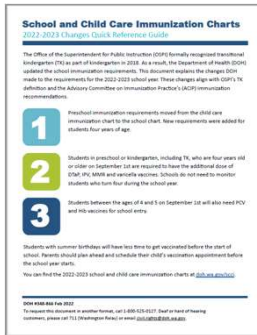 School and Child Care Immunization Charts
2022-2023 Changes Quick Reference Guide
The Office of the Superintendent for Public Instruction (OSPI) formally recognized transitional
kindergarten (TK) as part of kindergarten in 2018. As a result, the Department of Health (DOH)
updated the school immunization requirements. This document explains the changes DOH
made to the requirements for the 2022-2023 school year. These changes align with OSPI's TK
definition and the Advisory Committee on Immunization Practice's (ACIP) immunization
recommendations.
1
Preschool immunization requirements moved from the child care
immunization chart to the school chart. New requirements were added for
students four years of age.
2
Students in preschool or kindergarten, including TK, who are four years old
or older on September 1st are required to have the additional dose of
DTaP, IPV, MMR and varicella vaccines. Schools do not need to monitor
students who turn four during the school year.
3
Students between the ages of 4 and 5 on September 1st will also need PCV
and Hib vaccines for school entry.
Students with summer birthdays will have less time to get vaccinated before the start of
school. Parents should plan ahead and schedule their child's vaccination appointment before
the school year starts.
You can find the 2022-2023 school and child care immunization charts at doh.wa.gov/scci.
DOH #348-866 Feb 2022
To request this document in another format, call 1-800-525-0127. Deaf or hard of hearing
customers, please call 711 (Washington Relay) or email civil.rights@doh.wa.gov.